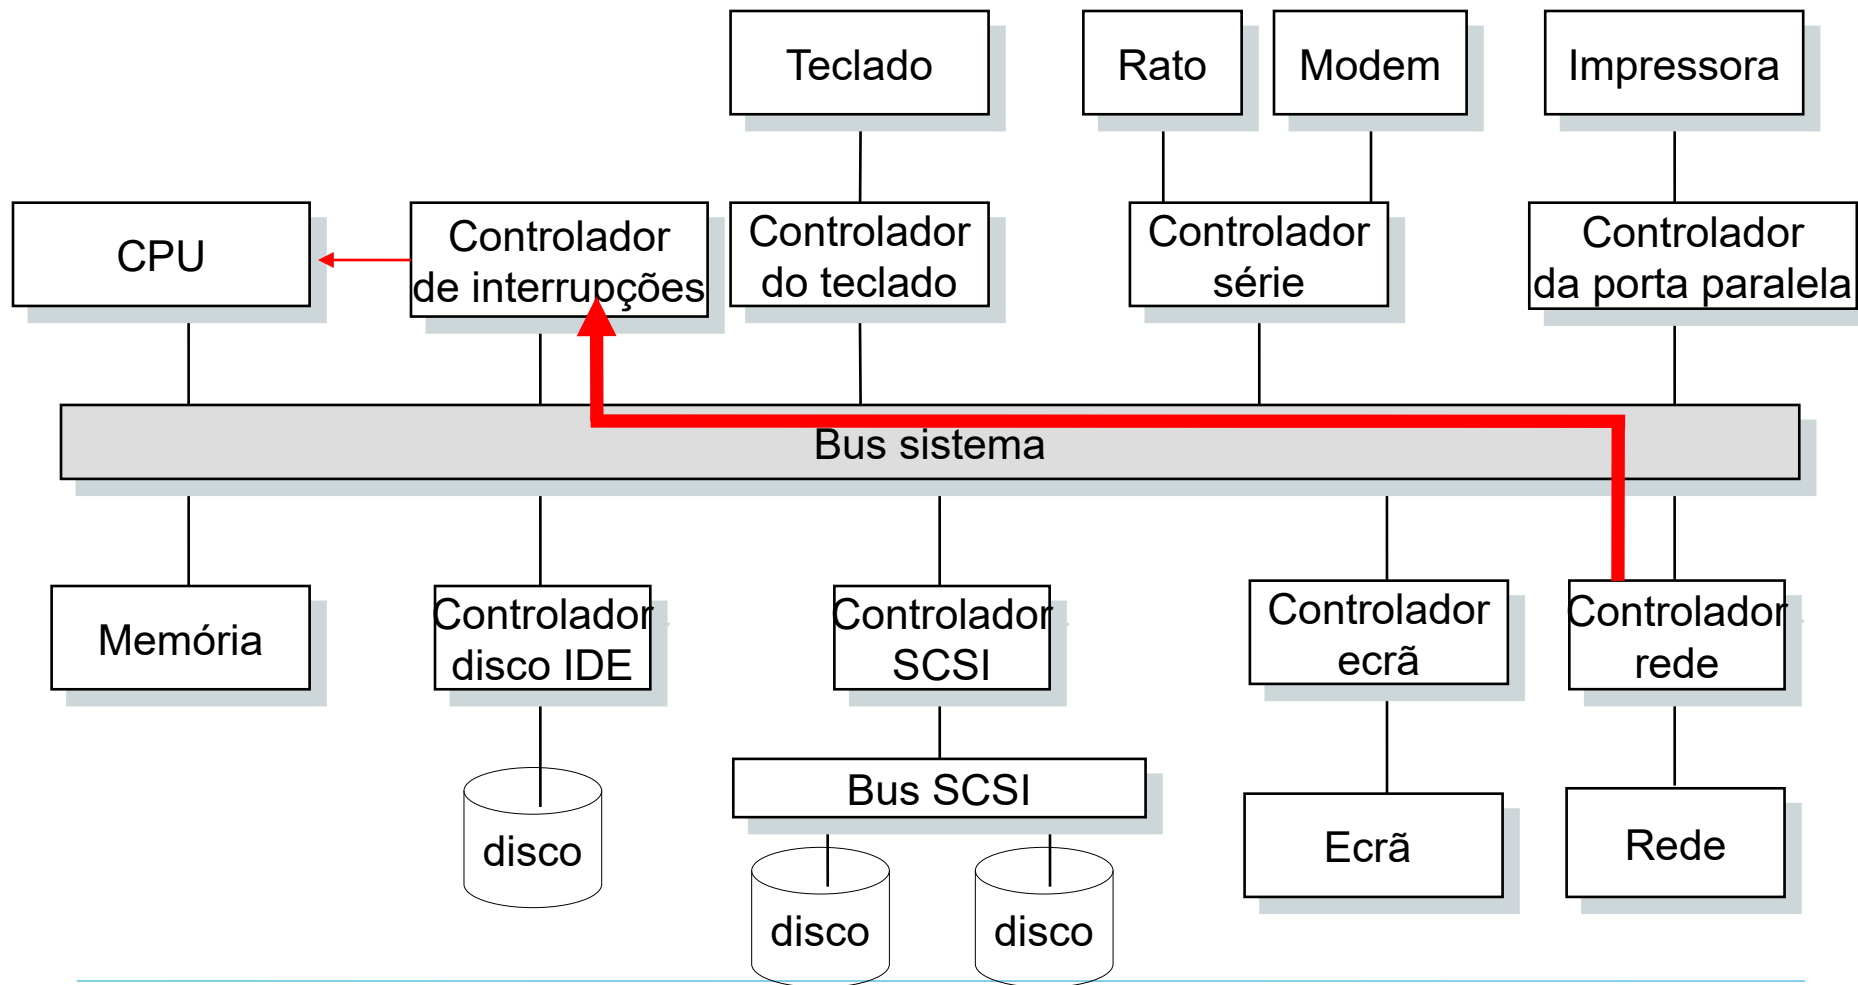 Teclado
Rato
Modem
Impressora
CPU
Controlador
de interrupções
Controlador
do teclado
Controlador
série
Controlador
da porta paralela
Bus sistema
Memória
Controlador
disco IDE
Controlador
SCSI
Controlador
ecrã
Controlador
rede
disco
Bus SCSI
disco
disco
Ecrã
Rede